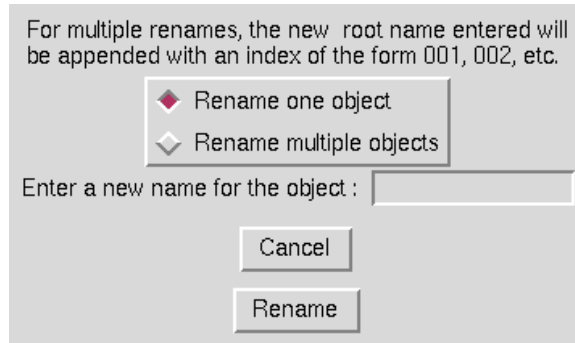 For multiple renames, the new root name entered will
be appended with an index of the form 001, 002, etc.
Rename one object
Rename multiple objects
Enter a new name for the object :
Cancel
Rename